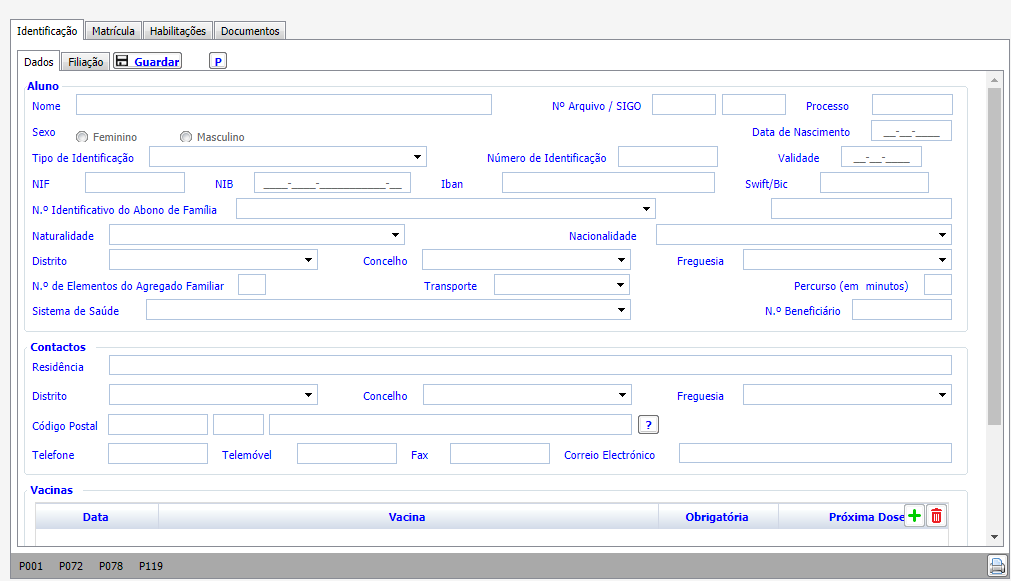 Identificação Matrícula Habilitações Documentos
Dados Filiação Guardar P
Aluno
Nome Nº Arquivo / SIGO Processo
Sexo Feminino Masculino Data de Nascimento __-__-____
Tipo de Identificação Número de Identificação Validade __-__-____
NIF NIB ____-____-___________-__ Iban Swift/Bic
N.º Identificativo do Abono de Família
Naturalidade Nacionalidade
Distrito Concelho Freguesia
N.º de Elementos do Agregado Familiar Transporte Percurso (em minutos)
Sistema de Saúde N.º Beneficiário
Contactos
Residência
Distrito Concelho Freguesia
Código Postal ?
Telefone Telemóvel Fax Correio Electrónico
Vacinas
Data Vacina Obrigatória Próxima Dose
P001 P072 P078 P119